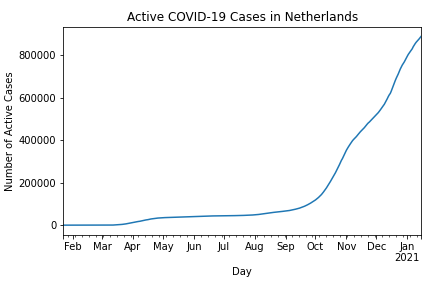 Active COVID-19 Cases in Netherlands
Number of Active Cases
800000
600000
400000
200000
0
Feb Mar Apr May Jun Jul Aug Sep Oct Nov Dec Jan
2021
Day